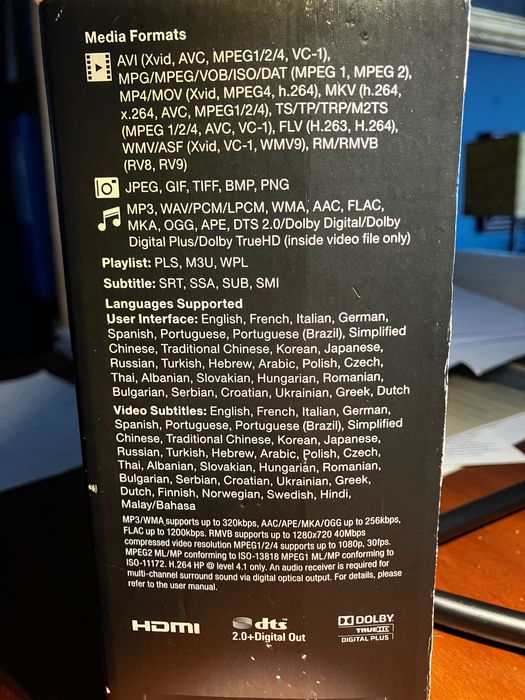 Media Formats
AVI (Xvid, AVC, MPEG1/2/4, VC-1),
MPG/MPEG/VOB/ISO/DAT (MPEG 1, MPEG 2),
MP4/MOV (Xvid, MPEG4, h.264), MKV (h.264,
x.264, AVC, MPEG1/2/4), TS/TP/TRP/M2TS
(MPEG 1/2/4, AVC, VC-1), FLV (H.263, H.264),
WMV/ASF (Xvid, VC-1, WMV9), RM/RMVB
(RV8, RV9)
JPEG, GIF, TIFF, BMP, PNG
MP3, WAV/PCM/LPCM, WMA, AAC, FLAC,
MKA, OGG, APE, DTS 2.0/Dolby Digital/Dolby
Digital Plus/Dolby TrueHD (inside video file only)
Playlist: PLS, M3U, WPL
Subtitle: SRT, SSA, SUB, SMI
Languages Supported
User Interface: English, French, Italian, German,
Spanish, Portuguese, Portuguese (Brazil), Simplified
Chinese, Traditional Chinese, Korean, Japanese,
Russian, Turkish, Hebrew, Arabic, Polish, Czech,
Thai, Albanian, Slovakian, Hungarian, Romanian,
Bulgarian, Serbian, Croatian, Ukrainian, Greek, Dutch
Video Subtitles: English, French, Italian, German,
Spanish, Portuguese, Portuguese (Brazil), Simplified
Chinese, Traditional Chinese, Korean, Japanese,
Russian, Turkish, Hebrew, Arabic, Polish, Czech,
Thai, Albanian, Slovakian, Hungarian, Romanian,
Bulgarian, Serbian, Croatian, Ukrainian, Greek,
Dutch, Finnish, Norwegian, Swedish, Hindi,
Malay/Bahasa
MP3/WMA supports up to 320kbps, AAC/APE/MKA/OGG up to 256kbps,
FLAC up to 1200kbps. RMVB supports up to 1280x720 40Mbps
compressed video resolution MPEG1/2/4 supports up to 1080p, 30fps.
MPEG2 ML/MP conforming to ISO-13818 MPEG1 ML/MP conforming to
ISO-11172. H.264 HP @ level 4.1 only. An audio receiver is required for
multi-channel surround sound via digital optical output. For details, please
refer to the user manual.
HDMI
dts
2.0+Digital Out
DOLBY
TRUEHD
DIGITAL PLUS